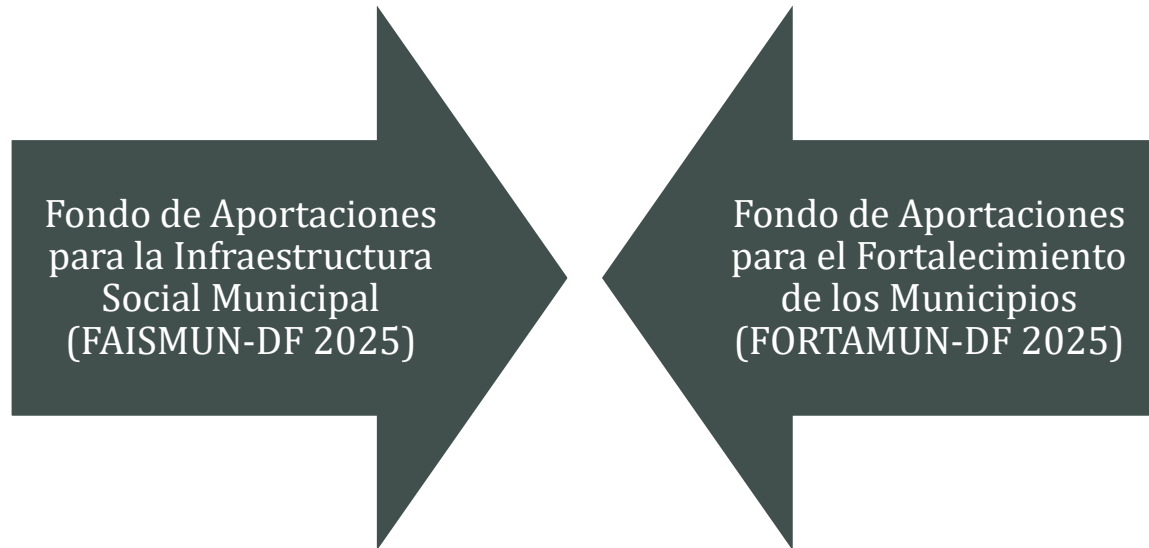 Fondo de Aportaciones
para la Infraestructura
Social Municipal
(FAISMUN-DF 2025)
Fondo de Aportaciones
para el Fortalecimiento
de los Municipios
(FORTAMUN-DF 2025)